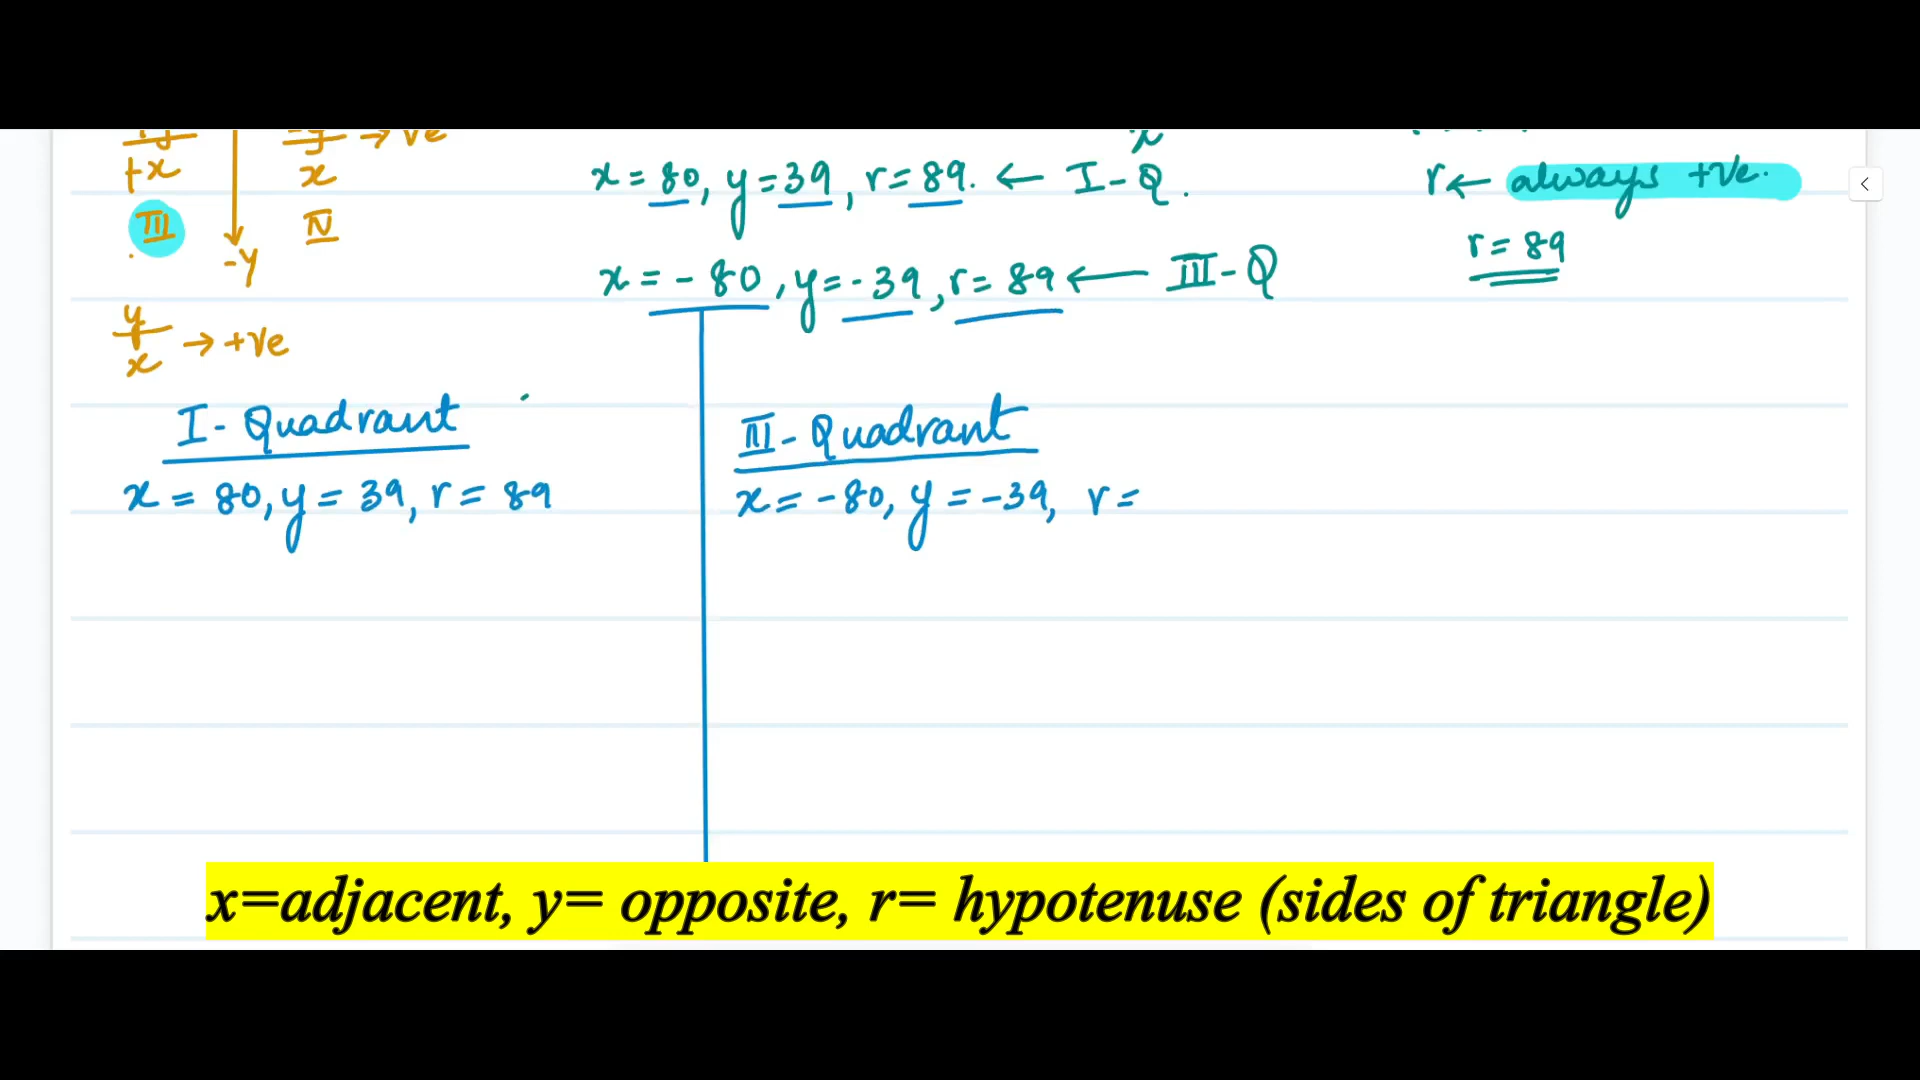 +x
x
→ ve
III
IV
-y
y/x → +ve
x
x = 80, y = 39, r = 89. ← I - Q.
x = - 80, y = - 39, r = 89 ← III - Q
r ← always +ve.
r = 89
I - Quadrant
x = 80, y = 39, r = 89
III - Quadrant
x = -80, y = -39, r =
x=adjacent, y= opposite, r= hypotenuse (sides of triangle)